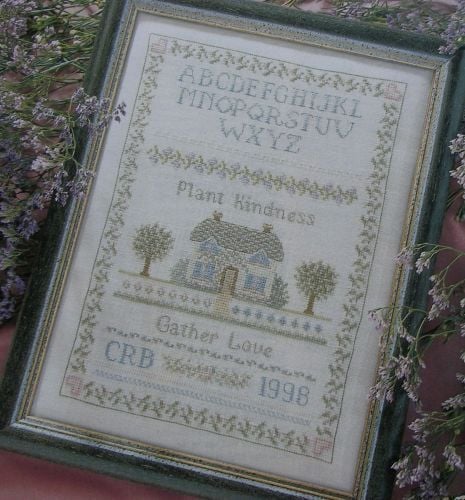 ABCDEFGHIJKL
MNOPQRSTUV
WXYZ
Plant Kindness
Gather Love
CRB 1998